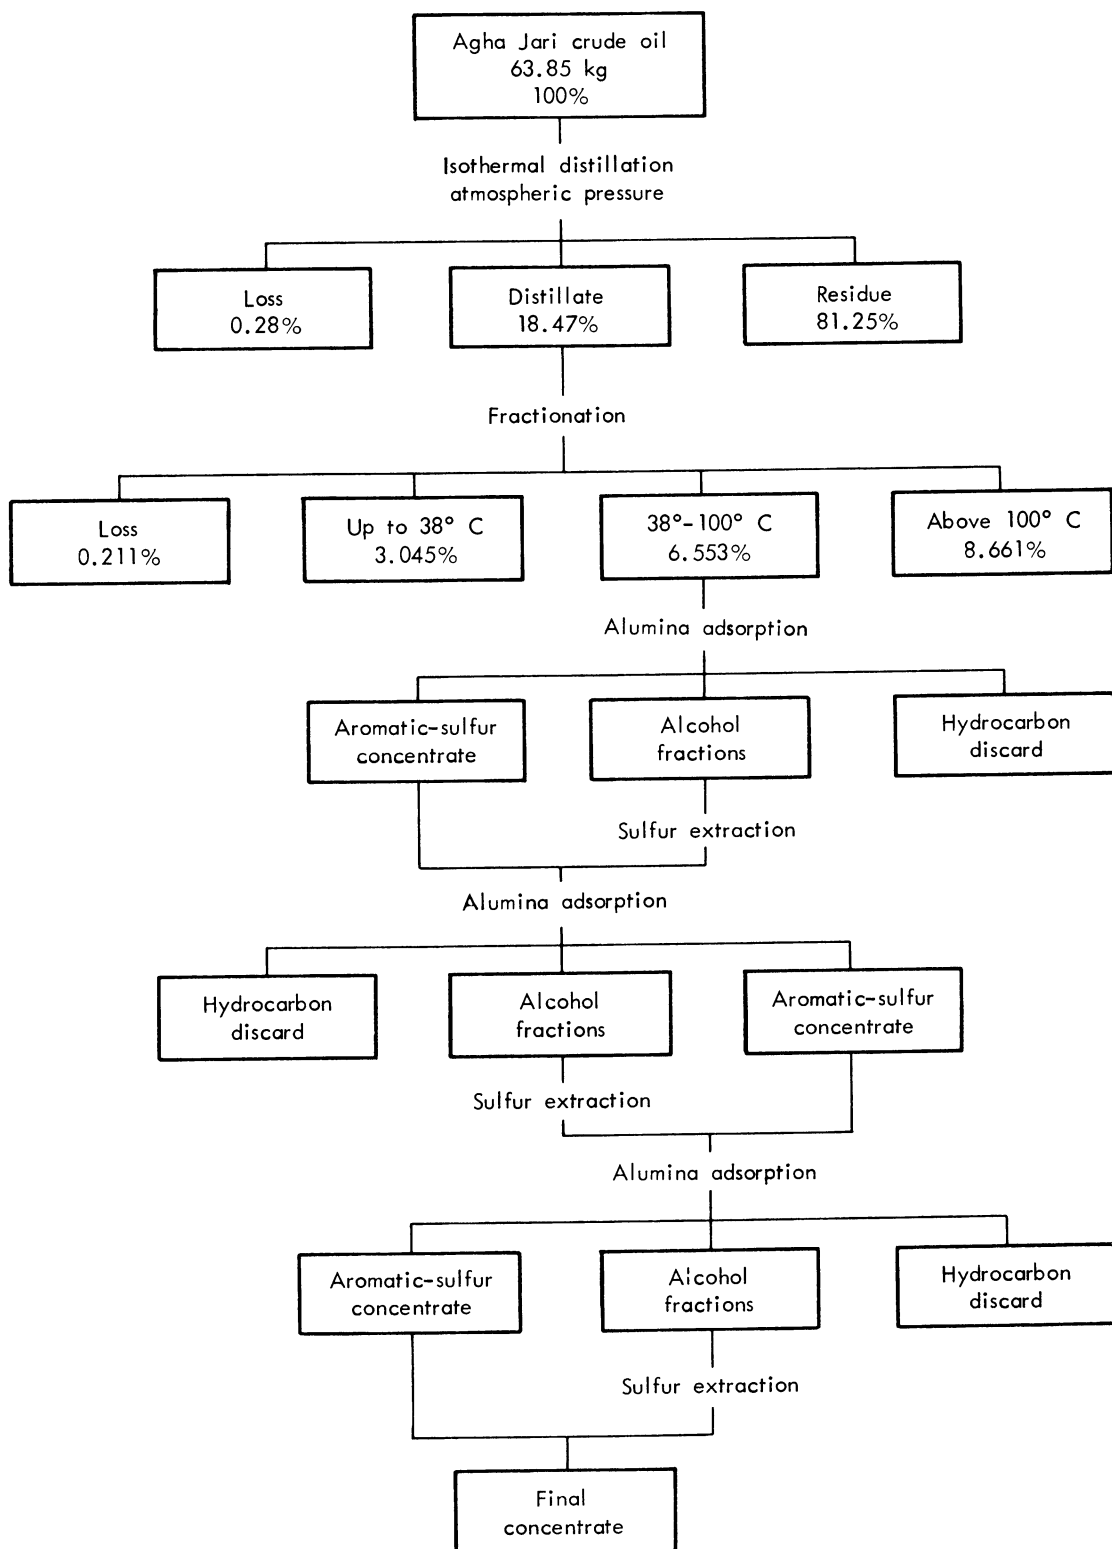 Agha Jari crude oil
63.85 kg
100%
Isothermal distillation
atmospheric pressure
Loss
0.28%
Distillate
18.47%
Residue
81.25%
Fractionation
Loss
0.211%
Up to 38° C
3.045%
38°-100° C
6.553%
Above 100° C
8.661%
Alumina adsorption
Aromatic-sulfur
concentrate
Alcohol
fractions
Hydrocarbon
discard
Sulfur extraction
Alumina adsorption
Hydrocarbon
discard
Alcohol
fractions
Aromatic-sulfur
concentrate
Sulfur extraction
Alumina adsorption
Aromatic-sulfur
concentrate
Alcohol
fractions
Hydrocarbon
discard
Sulfur extraction
Final
concentrate